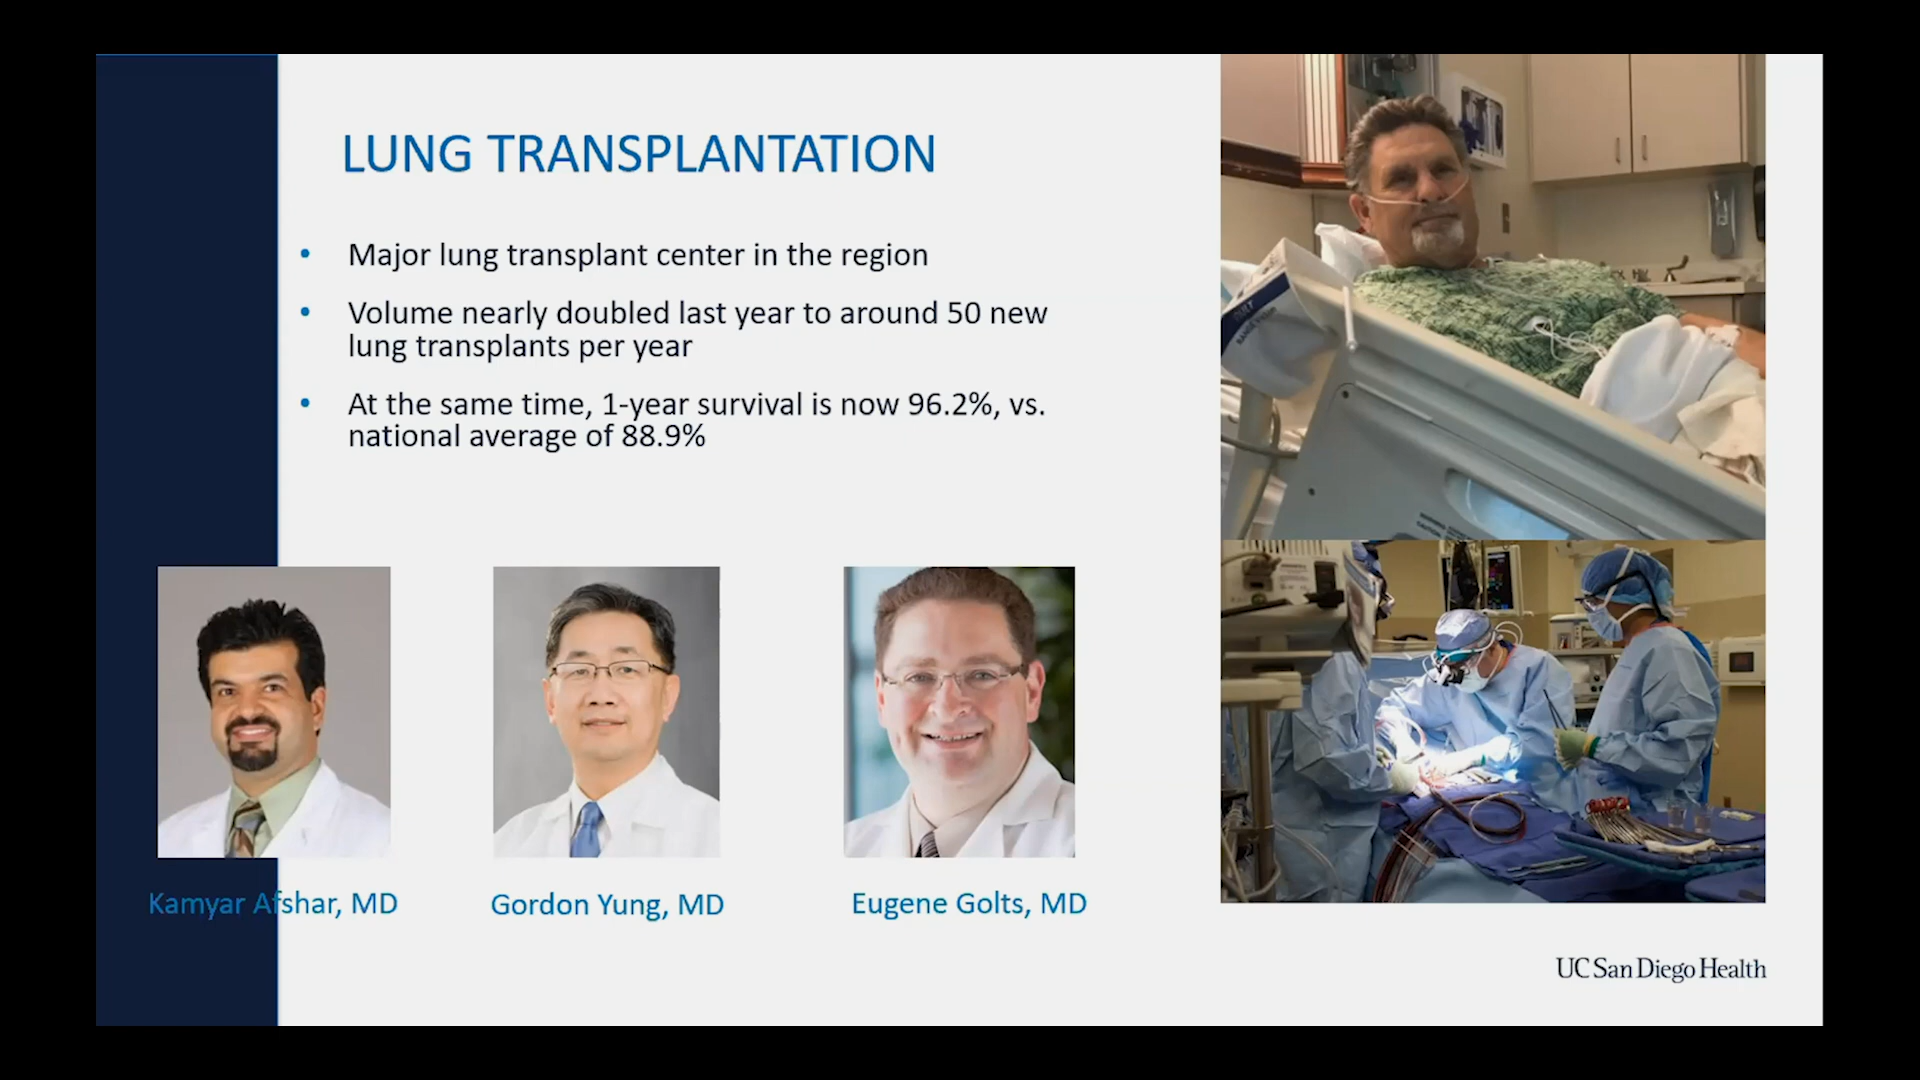 LUNG TRANSPLANTATION
• Major lung transplant center in the region
• Volume nearly doubled last year to around 50 new
lung transplants per year
• At the same time, 1-year survival is now 96.2%, vs.
national average of 88.9%
Kamyar Afshar, MD
Gordon Yung, MD
Eugene Golts, MD
UC San Diego Health